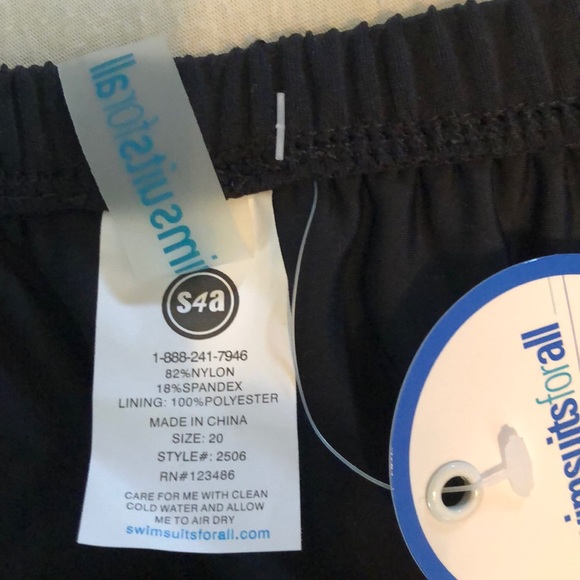 swimsuitsforall
s4a
1-888-241-7946
82%NYLON
18%SPANDEX
LINING: 100%POLYESTER
MADE IN CHINA
SIZE: 20
STYLE#: 2506
RN#123486
CARE FOR ME WITH CLEAN
COLD WATER AND ALLOW
ME TO AIR DRY
swimsuitsforall.com
swimsuitsforall